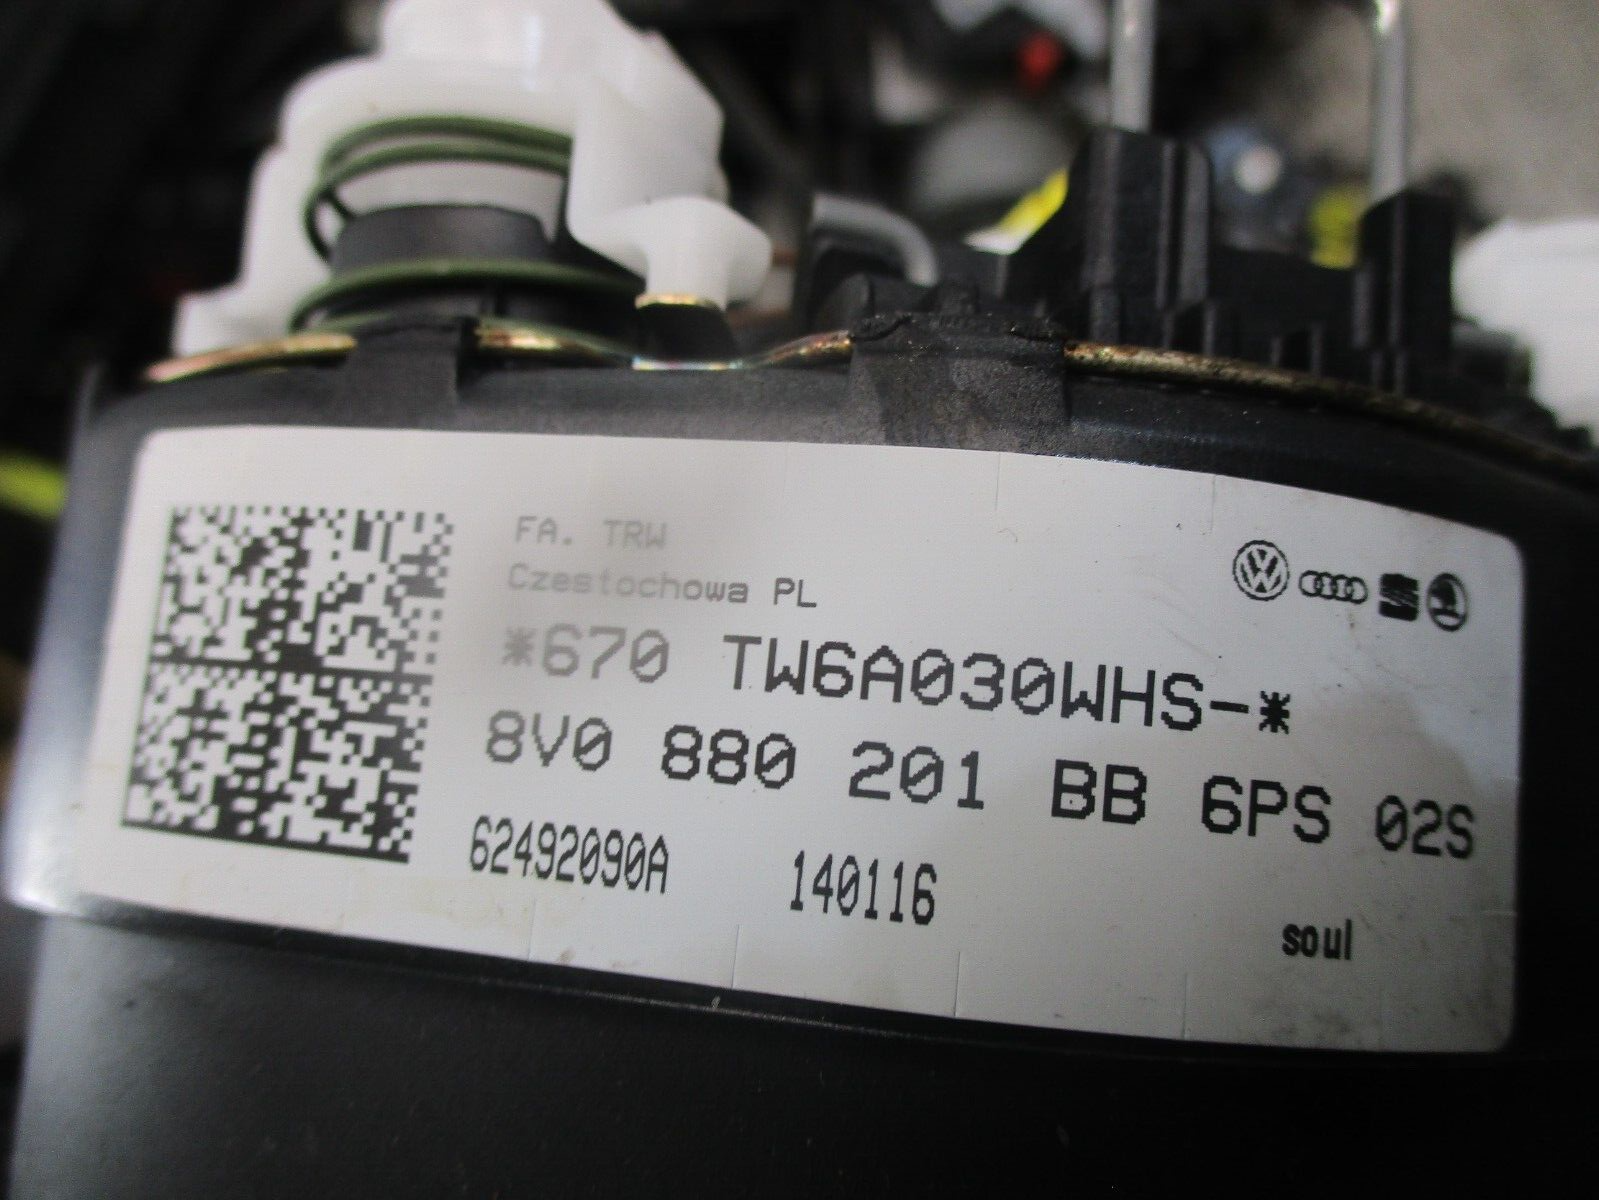 FA. TRW
Czestochowa PL
*670 TW6A030WHS-*
8V0 880 201 BB 6PS 02S
62492090A 140116
soul